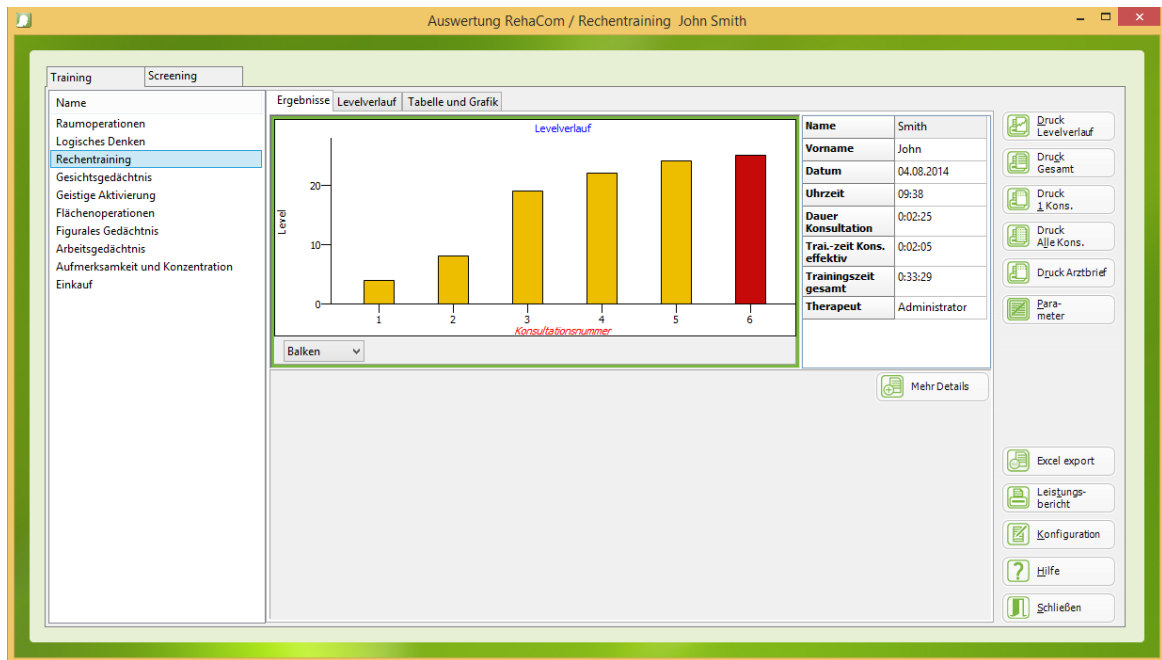 Auswertung RehaCom / Rechentraining John Smith
Training
Screening
Name
Raumoperationen
Logisches Denken
Rechentraining
Gesichtsgedächtnis
Geistige Aktivierung
Flächenoperationen
Figurales Gedächtnis
Arbeitsgedächtnis
Aufmerksamkeit und Konzentration
Einkauf
Ergebnisse
Levelverlauf
Tabelle und Grafik
Levelverlauf
Level
20
10
0
1 2 3 4 5 6
Konsultationsnummer
Balken
Name Smith
Vorname John
Datum 04.08.2014
Uhrzeit 09:38
Dauer
Konsultation
0:02:25
Trai.-zeit Kons.
effektiv
0:02:05
Trainingszeit
gesamt
0:33:29
Therapeut Administrator
Mehr Details
Druck
Levelverlauf
Druck
Gesamt
Druck
1 Kons.
Druck
Alle Kons.
Druck Arztbrief
Para-
meter
Excel export
Leistungs-
bericht
Konfiguration
Hilfe
Schließen